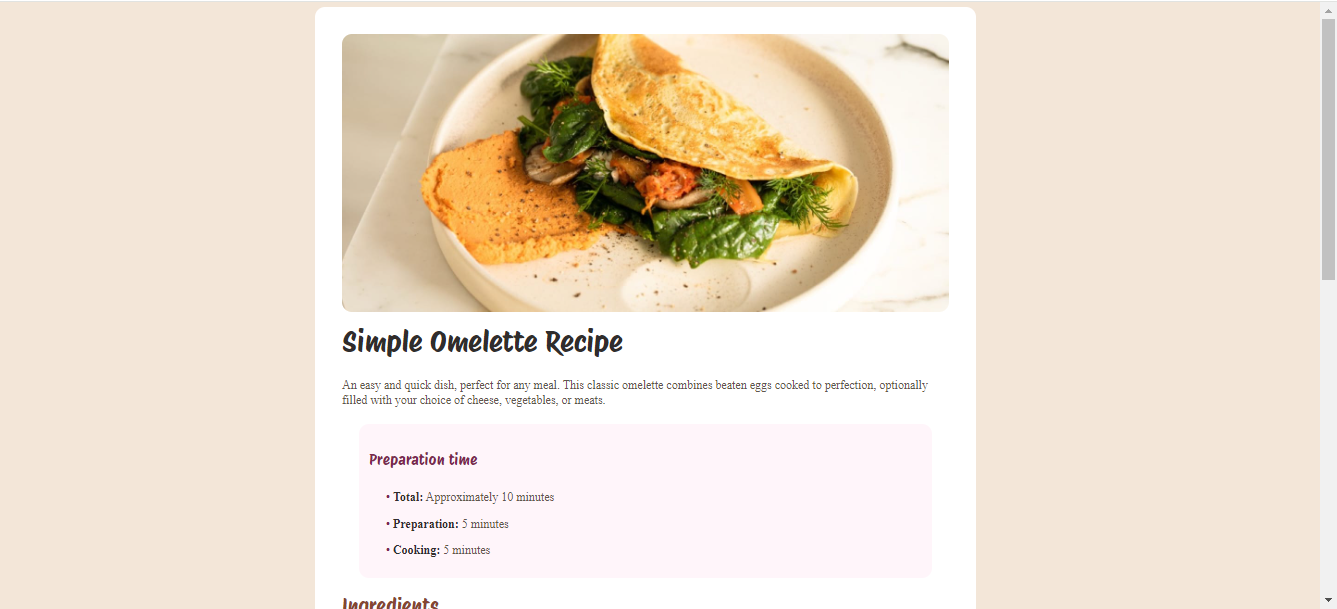 Simple Omelette Recipe
An easy and quick dish, perfect for any meal. This classic omelette combines beaten eggs cooked to perfection, optionally
filled with your choice of cheese, vegetables, or meats.
Preparation time
• Total: Approximately 10 minutes
• Preparation: 5 minutes
• Cooking: 5 minutes
Ingredients